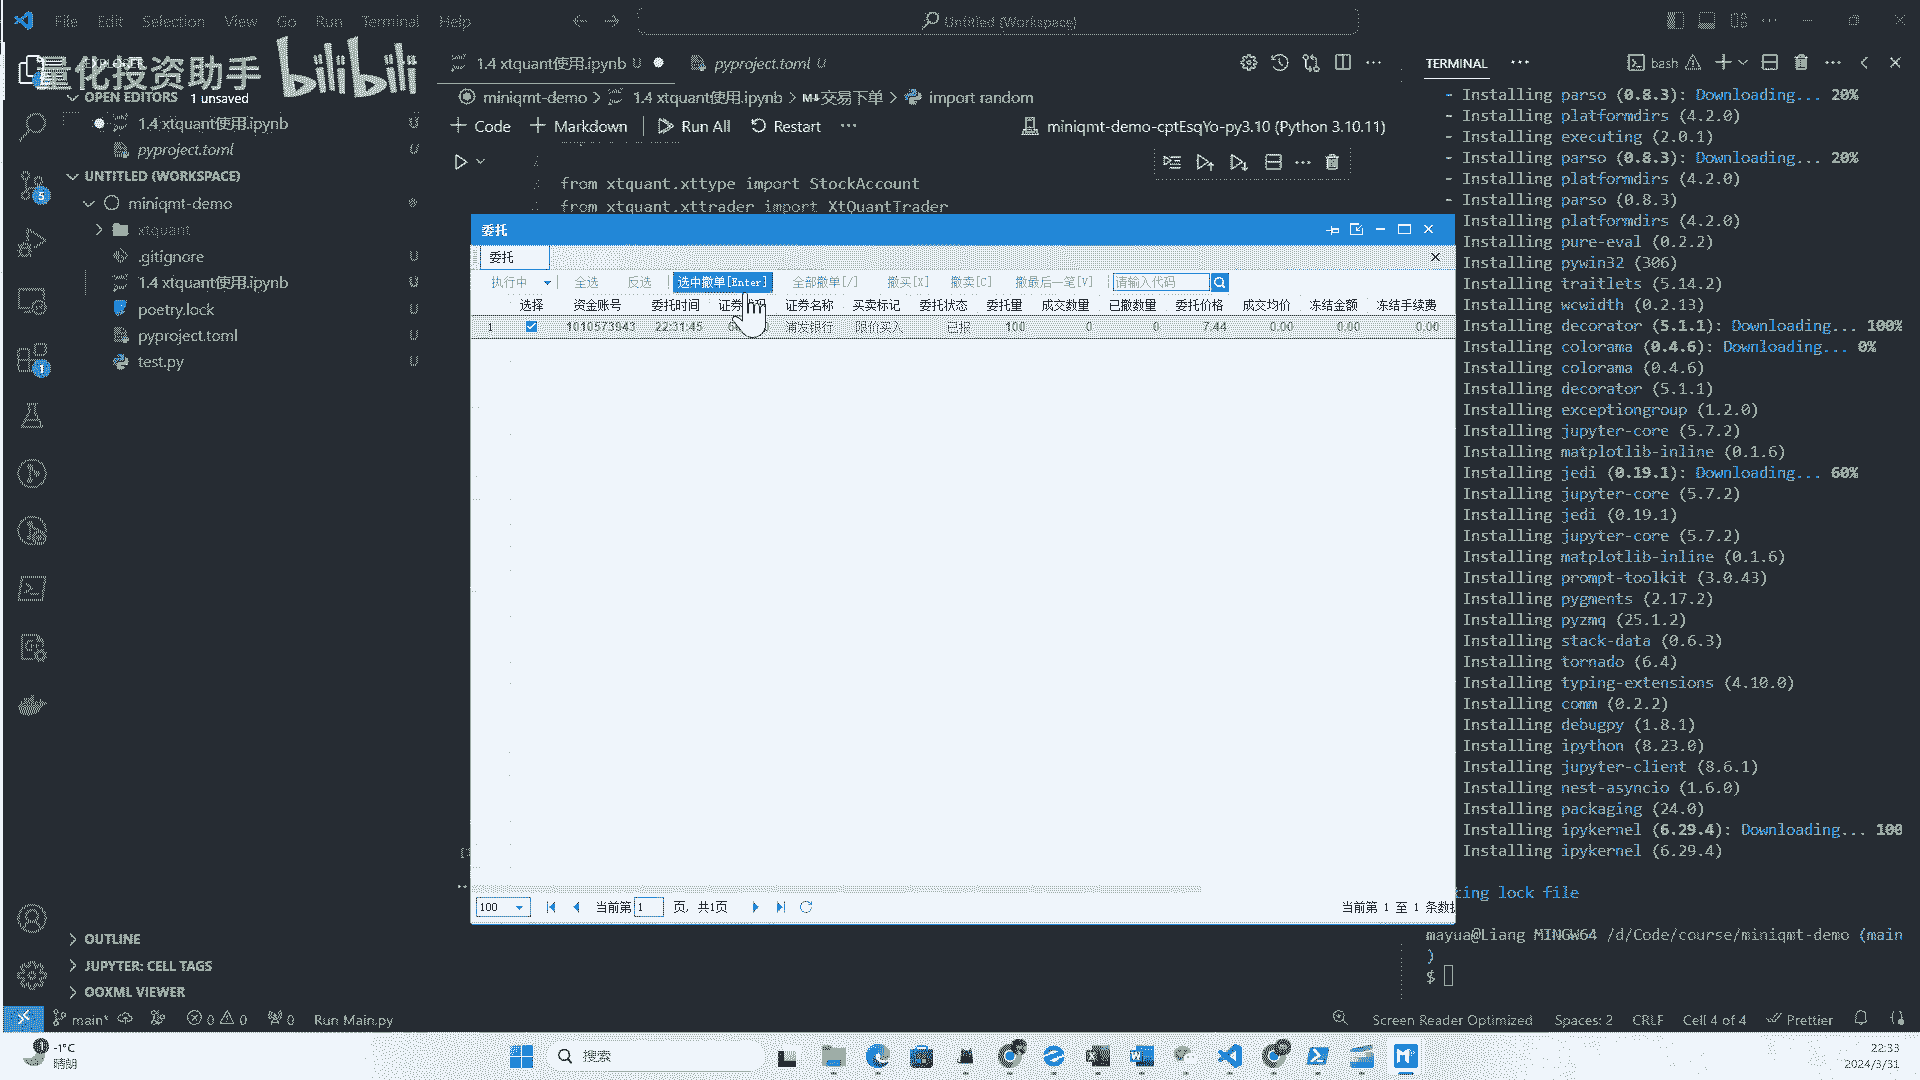 File Edit Selection View Go Run Terminal Help
Untitled (Workspace)
量化投资助手 bilibili
OPEN EDITORS 1 unsaved
1.4 xtquant使用.ipynb U
pyproject.toml U
UNTITLED (WORKSPACE)
miniqmt-demo
xtquant
.gitignore U
1.4 xtquant使用.ipynb U
poetry.lock U
pyproject.toml U
test.py U
OUTLINE
JUPYTER: CELL TAGS
OOXML VIEWER
1.4 xtquant使用.ipynb U
pyproject.toml U
miniqmt-demo > 1.4 xtquant使用.ipynb > M↓交易下单 > import random
Code Markdown Run All Restart ...
miniqmt-demo-cptEsqYo-py3.10 (Python 3.10.11)
from xtquant.xttype import StockAccount
from xtquant.xttrader import XtQuantTrader
委托
委托
执行中 全选 反选 选中撤单[Enter] 全部撤单[/] 撤买[X] 撤卖[C] 撤最后一笔[V] 请输入代码
选择 资金账号 委托时间 证券代码 证券名称 买卖标记 委托状态 委托量 成交数量 已撤数量 委托价格 成交均价 冻结金额 冻结手续费
1 1010573943 22:31:45 浦发银行 限价买入 已报 100 0 0 7.44 0.00 0.00 0.00
100 当前第 1 页, 共1页
当前第 1 至 1 条数据
TERMINAL ...
bash
- Installing parso (0.8.3): Downloading... 20%
- Installing platformdirs (4.2.0)
- Installing executing (2.0.1)
- Installing parso (0.8.3): Downloading... 20%
- Installing platformdirs (4.2.0)
- Installing parso (0.8.3)
- Installing platformdirs (4.2.0)
Installing pure-eval (0.2.2)
Installing pywin32 (306)
Installing traitlets (5.14.2)
Installing wcwidth (0.2.13)
Installing decorator (5.1.1): Downloading... 100%
Installing colorama (0.4.6): Downloading... 0%
Installing colorama (0.4.6)
Installing decorator (5.1.1)
Installing exceptiongroup (1.2.0)
Installing jupyter-core (5.7.2)
Installing matplotlib-inline (0.1.6)
Installing jedi (0.19.1): Downloading... 60%
Installing jupyter-core (5.7.2)
Installing jedi (0.19.1)
Installing jupyter-core (5.7.2)
Installing matplotlib-inline (0.1.6)
Installing prompt-toolkit (3.0.43)
Installing pygments (2.17.2)
Installing pyzmq (25.1.2)
Installing stack-data (0.6.3)
Installing tornado (6.4)
Installing typing-extensions (4.10.0)
Installing comm (0.2.2)
Installing debugpy (1.8.1)
Installing ipython (8.23.0)
Installing jupyter-client (8.6.1)
Installing nest-asyncio (1.6.0)
Installing packaging (24.0)
Installing ipykernel (6.29.4): Downloading... 100
Installing ipykernel (6.29.4)
ting lock file
mayua@Liang MINGW64 /d/Code/course/miniqmt-demo (main
)
$
main* 0 0 0 Run Main.py
Screen Reader Optimized Spaces: 2 CRLF Cell 4 of 4 Prettier
-1°C
晴朗
搜索
22:33
2024/3/31